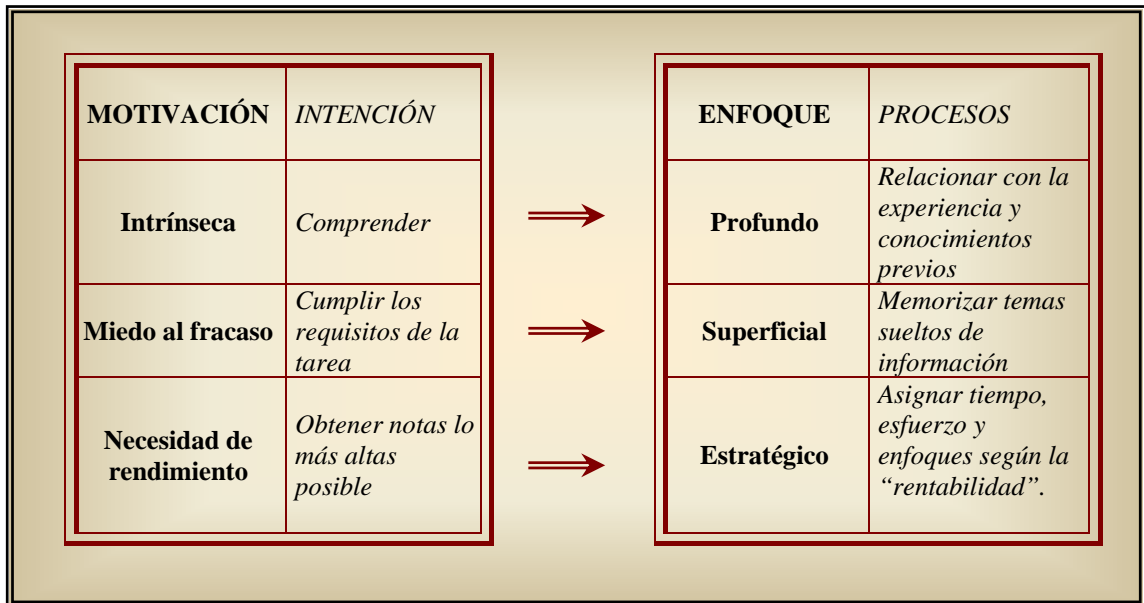 MOTIVACIÓN
INTENCIÓN
Intrínseca
Comprender
Miedo al fracaso
Cumplir los
requisitos de la
tarea
Necesidad de
rendimiento
Obtener notas lo
más altas
posible
ENFOQUE
PROCESOS
Profundo
Relacionar con la
experiencia y
conocimientos
previos
Superficial
Memorizar temas
sueltos de
información
Estratégico
Asignar tiempo,
esfuerzo y
enfoques según la
“rentabilidad”.